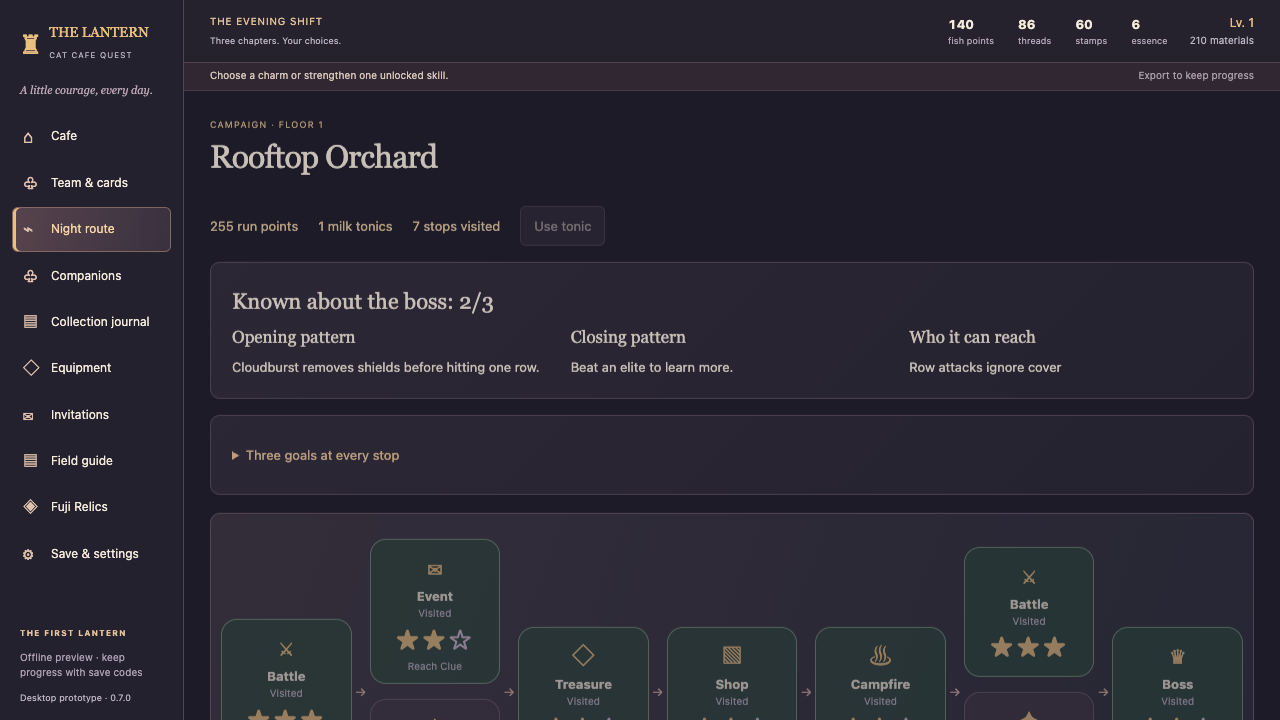 THE LANTERN
CAT CAFE QUEST
A little courage, every day.
Cafe
Team & cards
Night route
Companions
Collection journal
Equipment
Invitations
Field guide
Fuji Relics
Save & settings
THE FIRST LANTERN
Offline preview · keep
progress with save codes
Desktop prototype · 0.7.0
THE EVENING SHIFT
Three chapters. Your choices.
140
fish points
86
threads
60
stamps
6
essence
Lv. 1
210 materials
Choose a charm or strengthen one unlocked skill.
Export to keep progress
CAMPAIGN · FLOOR 1
Rooftop Orchard
255 run points
1 milk tonics
7 stops visited
Use tonic
Known about the boss: 2/3
Opening pattern
Cloudburst removes shields before hitting one row.
Closing pattern
Beat an elite to learn more.
Who it can reach
Row attacks ignore cover
Three goals at every stop
Battle
Visited
Event
Visited
Reach Clue
Treasure
Visited
Shop
Visited
Campfire
Visited
Battle
Visited
Boss
Visited